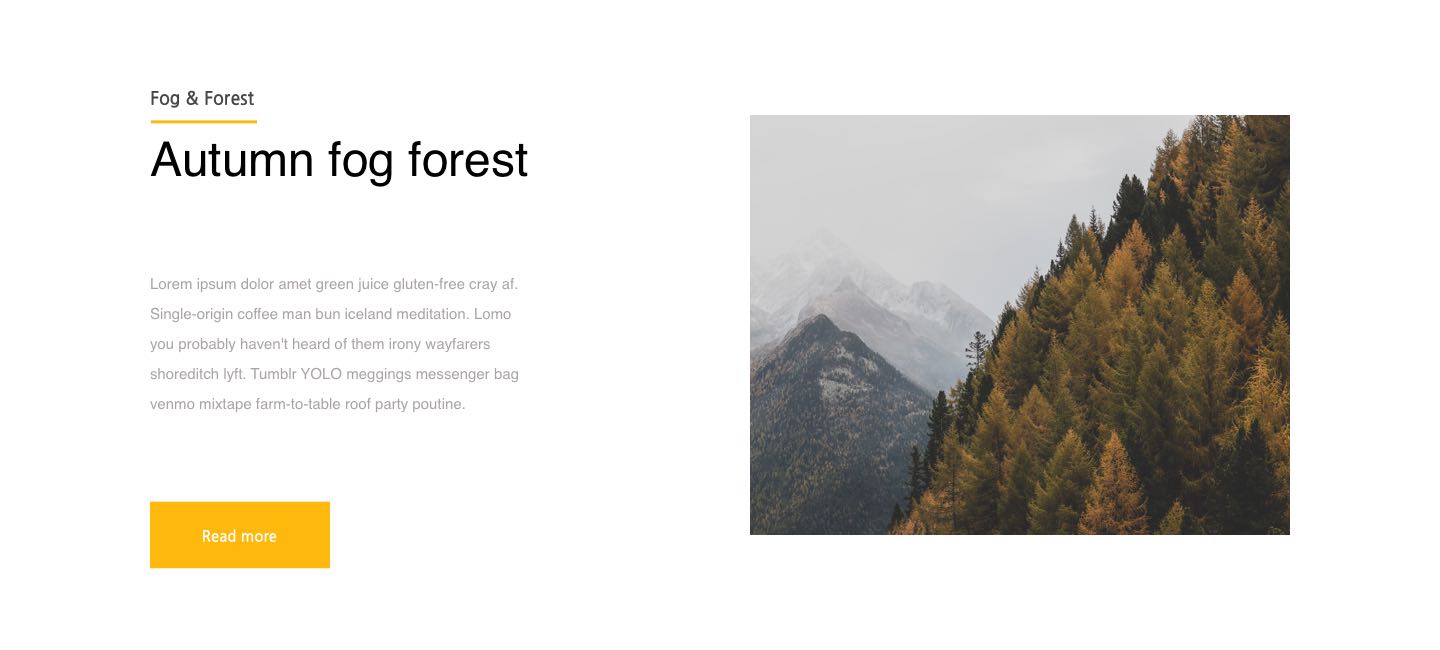 Fog & Forest
Autumn fog forest
Lorem ipsum dolor amet green juice gluten-free cray af.
Single-origin coffee man bun iceland meditation. Lomo
you probably haven't heard of them irony wayfarers
shoreditch lyft. Tumblr YOLO meggings messenger bag
venmo mixtape farm-to-table roof party poutine.
Read more